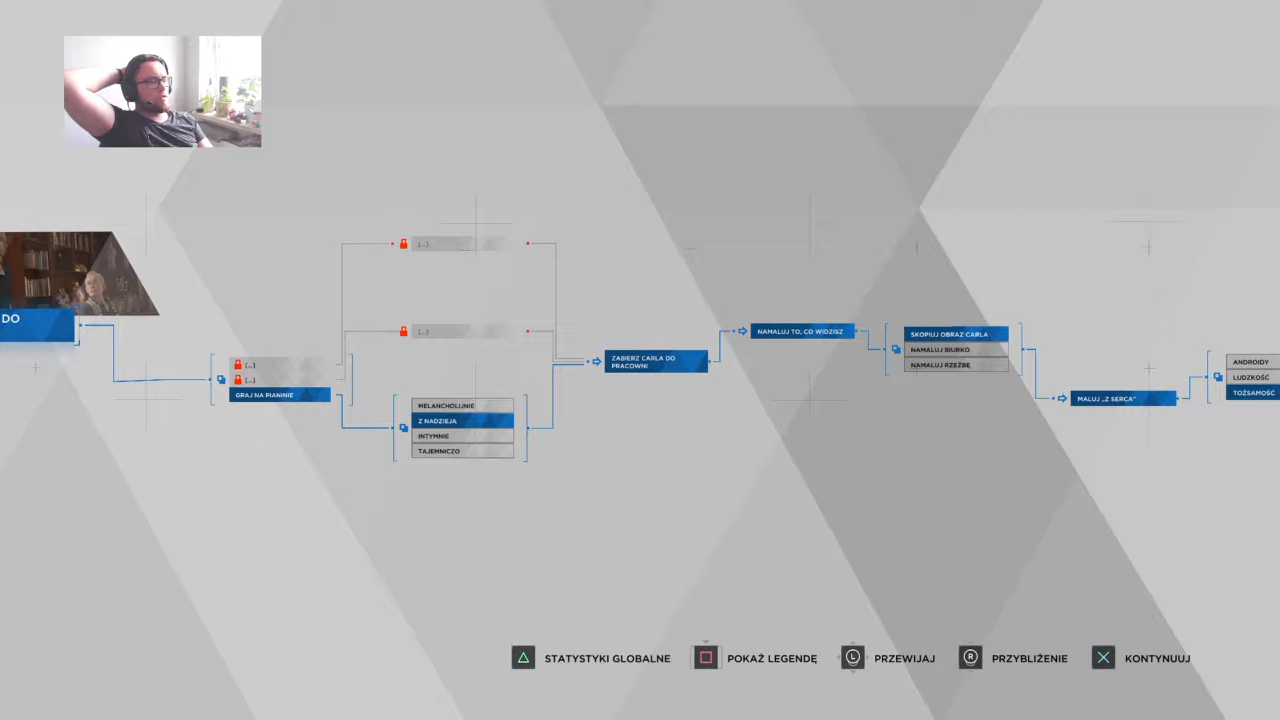 DO
[...]
[...]
GRAJ NA PIANINIE
[...]
[...]
MELANCHOLIJNIE
Z NADZIEJĄ
INTYMNIE
TAJEMNICZO
ZABIERZ CARLA DO
PRACOWNI
NAMALUJ TO, CO WIDZISZ
SKOPIUJ OBRAZ CARLA
NAMALUJ BIURKO
NAMALUJ RZEŹBĘ
MALUJ „Z SERCA”
ANDROIDY
LUDZKOŚĆ
TOŻSAMOŚĆ
STATYSTYKI GLOBALNE
POKAŻ LEGENDĘ
L
PRZEWIJAJ
R
PRZYBLIŻENIE
KONTYNUUJ